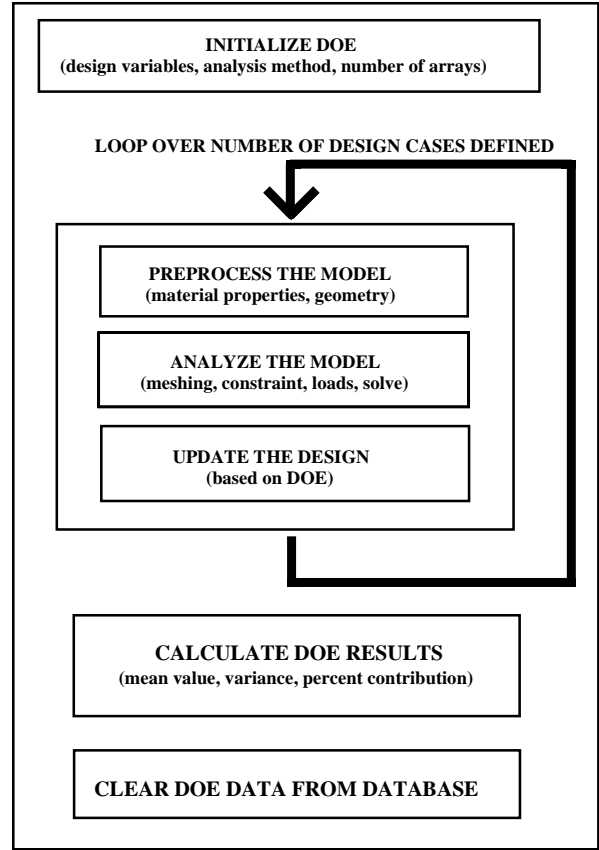 INITIALIZE DOE
(design variables, analysis method, number of arrays)
LOOP OVER NUMBER OF DESIGN CASES DEFINED
PREPROCESS THE MODEL
(material properties, geometry)
ANALYZE THE MODEL
(meshing, constraint, loads, solve)
UPDATE THE DESIGN
(based on DOE)
CALCULATE DOE RESULTS
(mean value, variance, percent contribution)
CLEAR DOE DATA FROM DATABASE